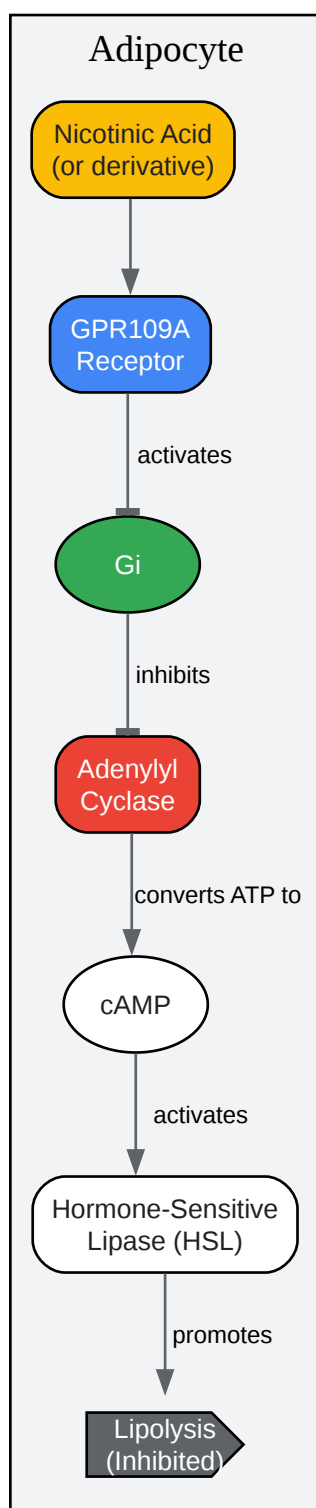 Adipocyte
Nicotinic Acid
(or derivative)
GPR109A
Receptor
activates
Gi
inhibits
Adenylyl
Cyclase
converts ATP to
cAMP
activates
Hormone-Sensitive
Lipase (HSL)
promotes
Lipolysis
(Inhibited)